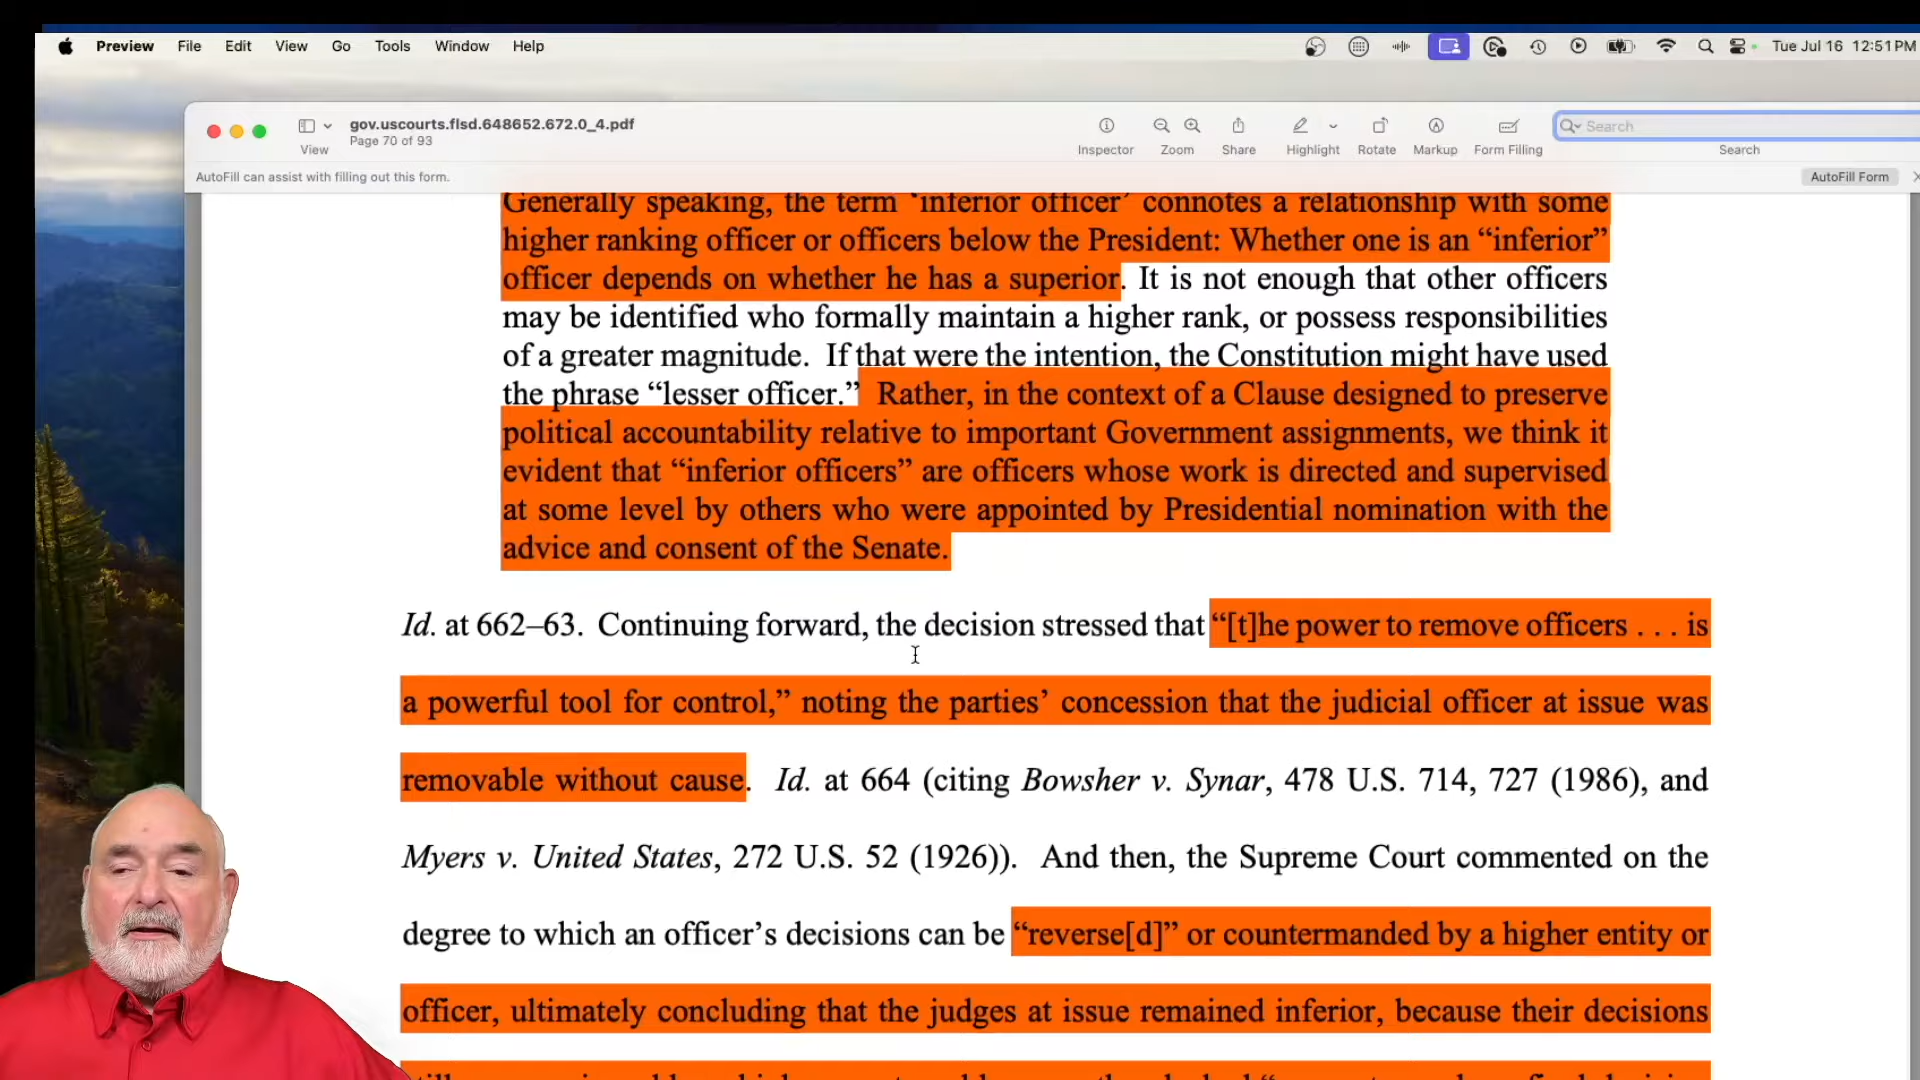 Preview File Edit View Go Tools Window Help Tue Jul 16 12:51 PM
gov.uscourts.flsd.648652.672.0_4.pdf
Page 70 of 93
View Inspector Zoom Share Highlight Rotate Markup Form Filling Search
Search
AutoFill can assist with filling out this form. AutoFill Form
Generally speaking, the term ‘inferior officer’ connotes a relationship with some
higher ranking officer or officers below the President: Whether one is an “inferior”
officer depends on whether he has a superior. It is not enough that other officers
may be identified who formally maintain a higher rank, or possess responsibilities
of a greater magnitude. If that were the intention, the Constitution might have used
the phrase “lesser officer.” Rather, in the context of a Clause designed to preserve
political accountability relative to important Government assignments, we think it
evident that “inferior officers” are officers whose work is directed and supervised
at some level by others who were appointed by Presidential nomination with the
advice and consent of the Senate.
Id. at 662–63. Continuing forward, the decision stressed that “[t]he power to remove officers . . . is
a powerful tool for control,” noting the parties’ concession that the judicial officer at issue was
removable without cause. Id. at 664 (citing Bowsher v. Synar, 478 U.S. 714, 727 (1986), and
Myers v. United States, 272 U.S. 52 (1926)). And then, the Supreme Court commented on the
degree to which an officer’s decisions can be “reverse[d]” or countermanded by a higher entity or
officer, ultimately concluding that the judges at issue remained inferior, because their decisions